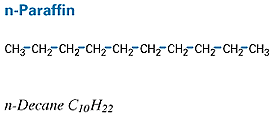 n-Paraffin
CH₃-CH₂-CH₂-CH₂-CH₂-CH₂-CH₂-CH₂-CH₂-CH₃
n-Decane C₁₀H₂₂